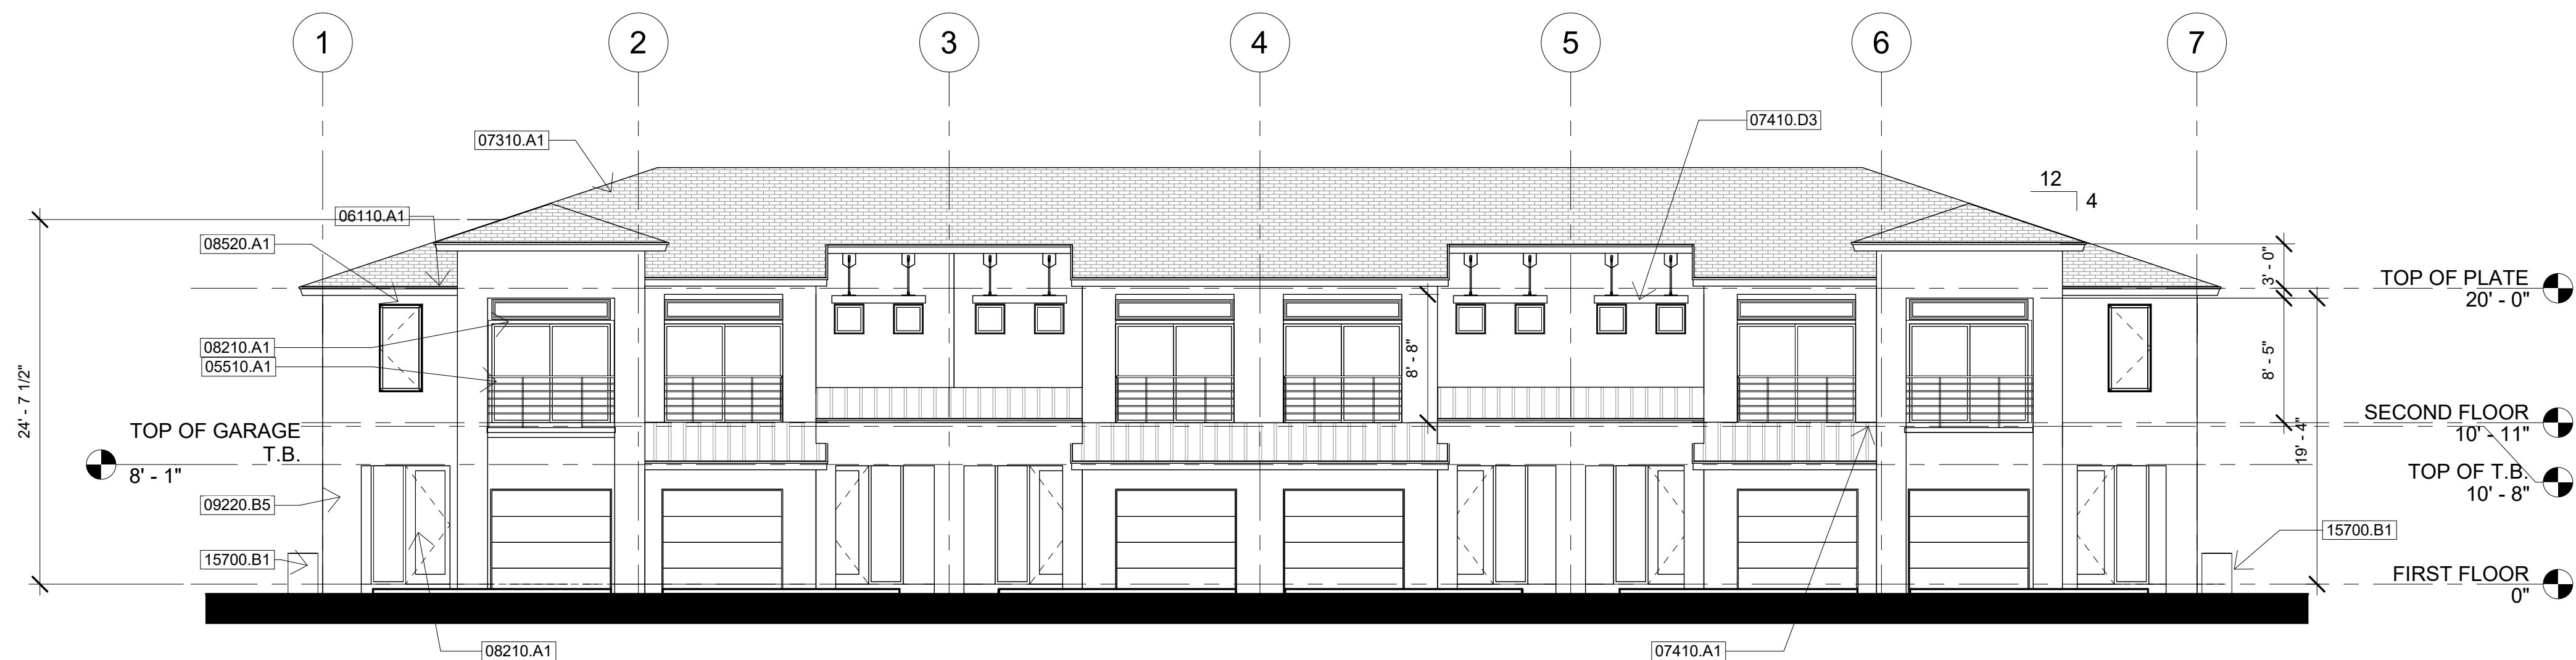 1
2
3
4
5
6
7
07410.D3
07310.A1
12
4
06110.A1
08520.A1
3' - 0"
TOP OF PLATE
20' - 0"
08210.A1
05510.A1
8' - 8"
8' - 5"
24' - 7 1/2"
SECOND FLOOR
10' - 11"
19' - 4"
TOP OF GARAGE
T.B.
8' - 1"
TOP OF T.B.
10' - 8"
09220.B5
15700.B1
15700.B1
FIRST FLOOR
0"
08210.A1
07410.A1